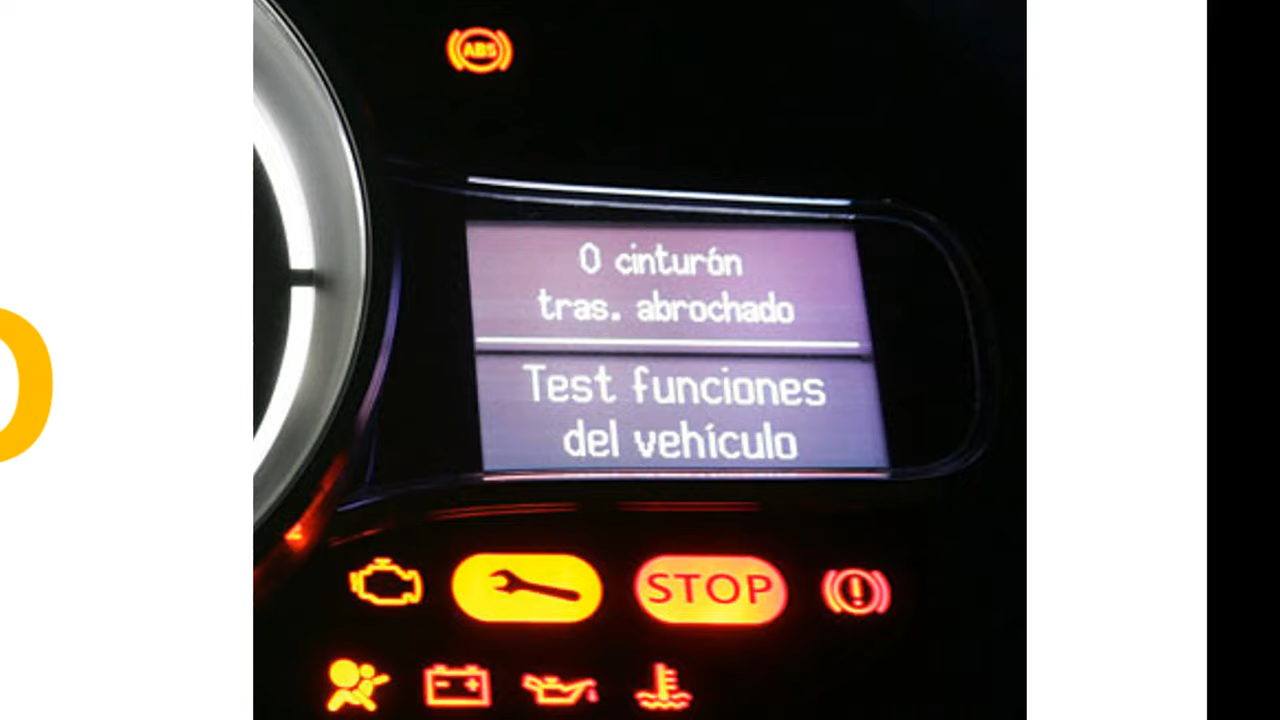 ABS
0 cinturón
tras. abrochado
Test funciones
del vehículo
STOP